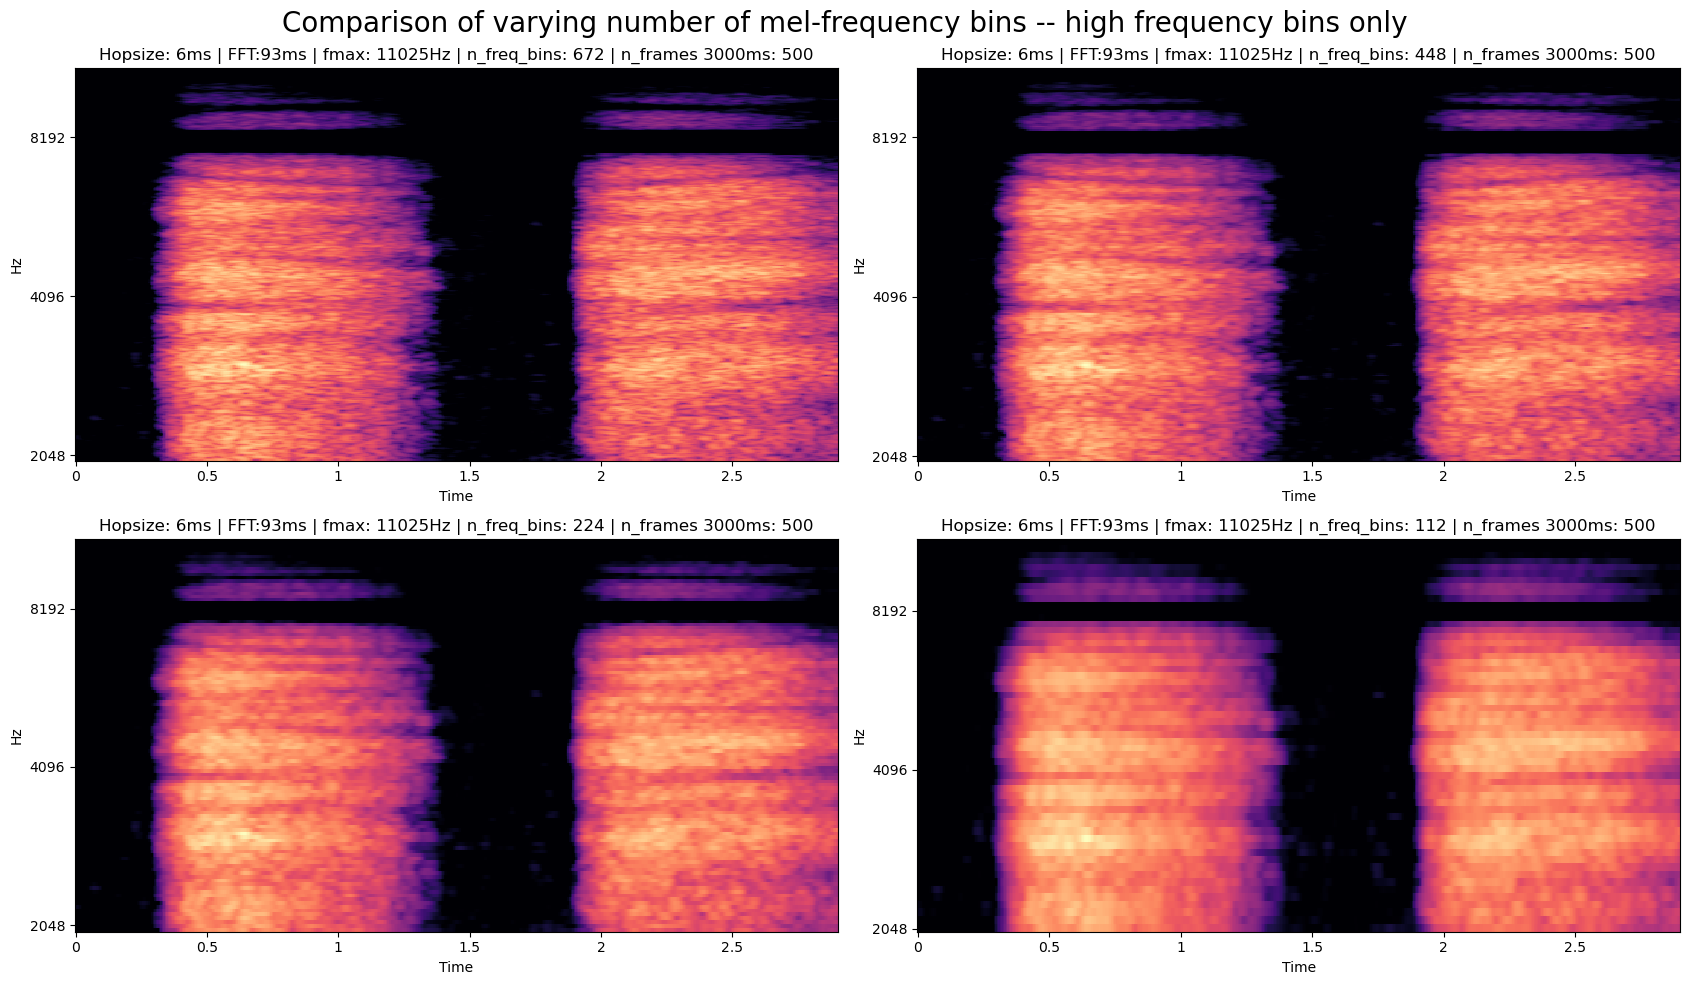 Comparison of varying number of mel-frequency bins -- high frequency bins only
Hopsize: 6ms | FFT:93ms | fmax: 11025Hz | n_freq_bins: 672 | n_frames 3000ms: 500
8192
4096
2048
Hz
0 0.5 1 1.5 2 2.5
Time
Hopsize: 6ms | FFT:93ms | fmax: 11025Hz | n_freq_bins: 448 | n_frames 3000ms: 500
8192
4096
2048
Hz
0 0.5 1 1.5 2 2.5
Time
Hopsize: 6ms | FFT:93ms | fmax: 11025Hz | n_freq_bins: 224 | n_frames 3000ms: 500
8192
4096
2048
Hz
0 0.5 1 1.5 2 2.5
Time
Hopsize: 6ms | FFT:93ms | fmax: 11025Hz | n_freq_bins: 112 | n_frames 3000ms: 500
8192
4096
2048
Hz
0 0.5 1 1.5 2 2.5
Time